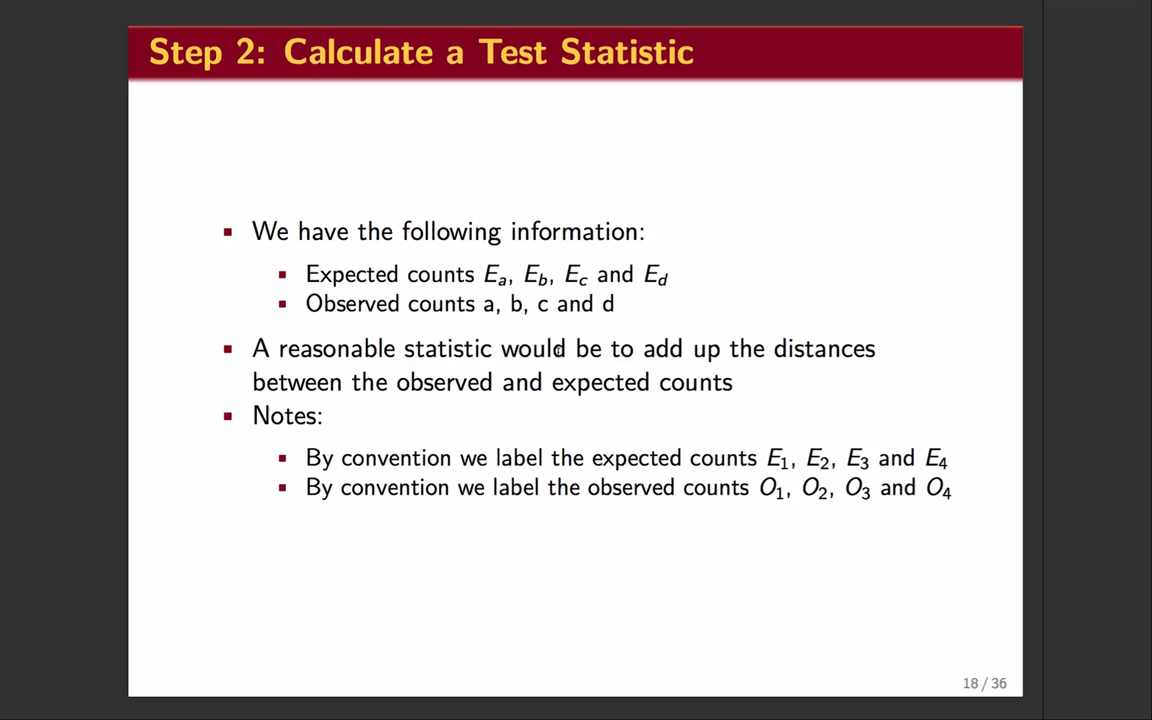 Step 2: Calculate a Test Statistic
▪ We have the following information:
▪ Expected counts Eₐ, E_b, E_c and E_d
▪ Observed counts a, b, c and d
▪ A reasonable statistic would be to add up the distances
between the observed and expected counts
▪ Notes:
▪ By convention we label the expected counts E₁, E₂, E₃ and E₄
▪ By convention we label the observed counts O₁, O₂, O₃ and O₄
18 / 36